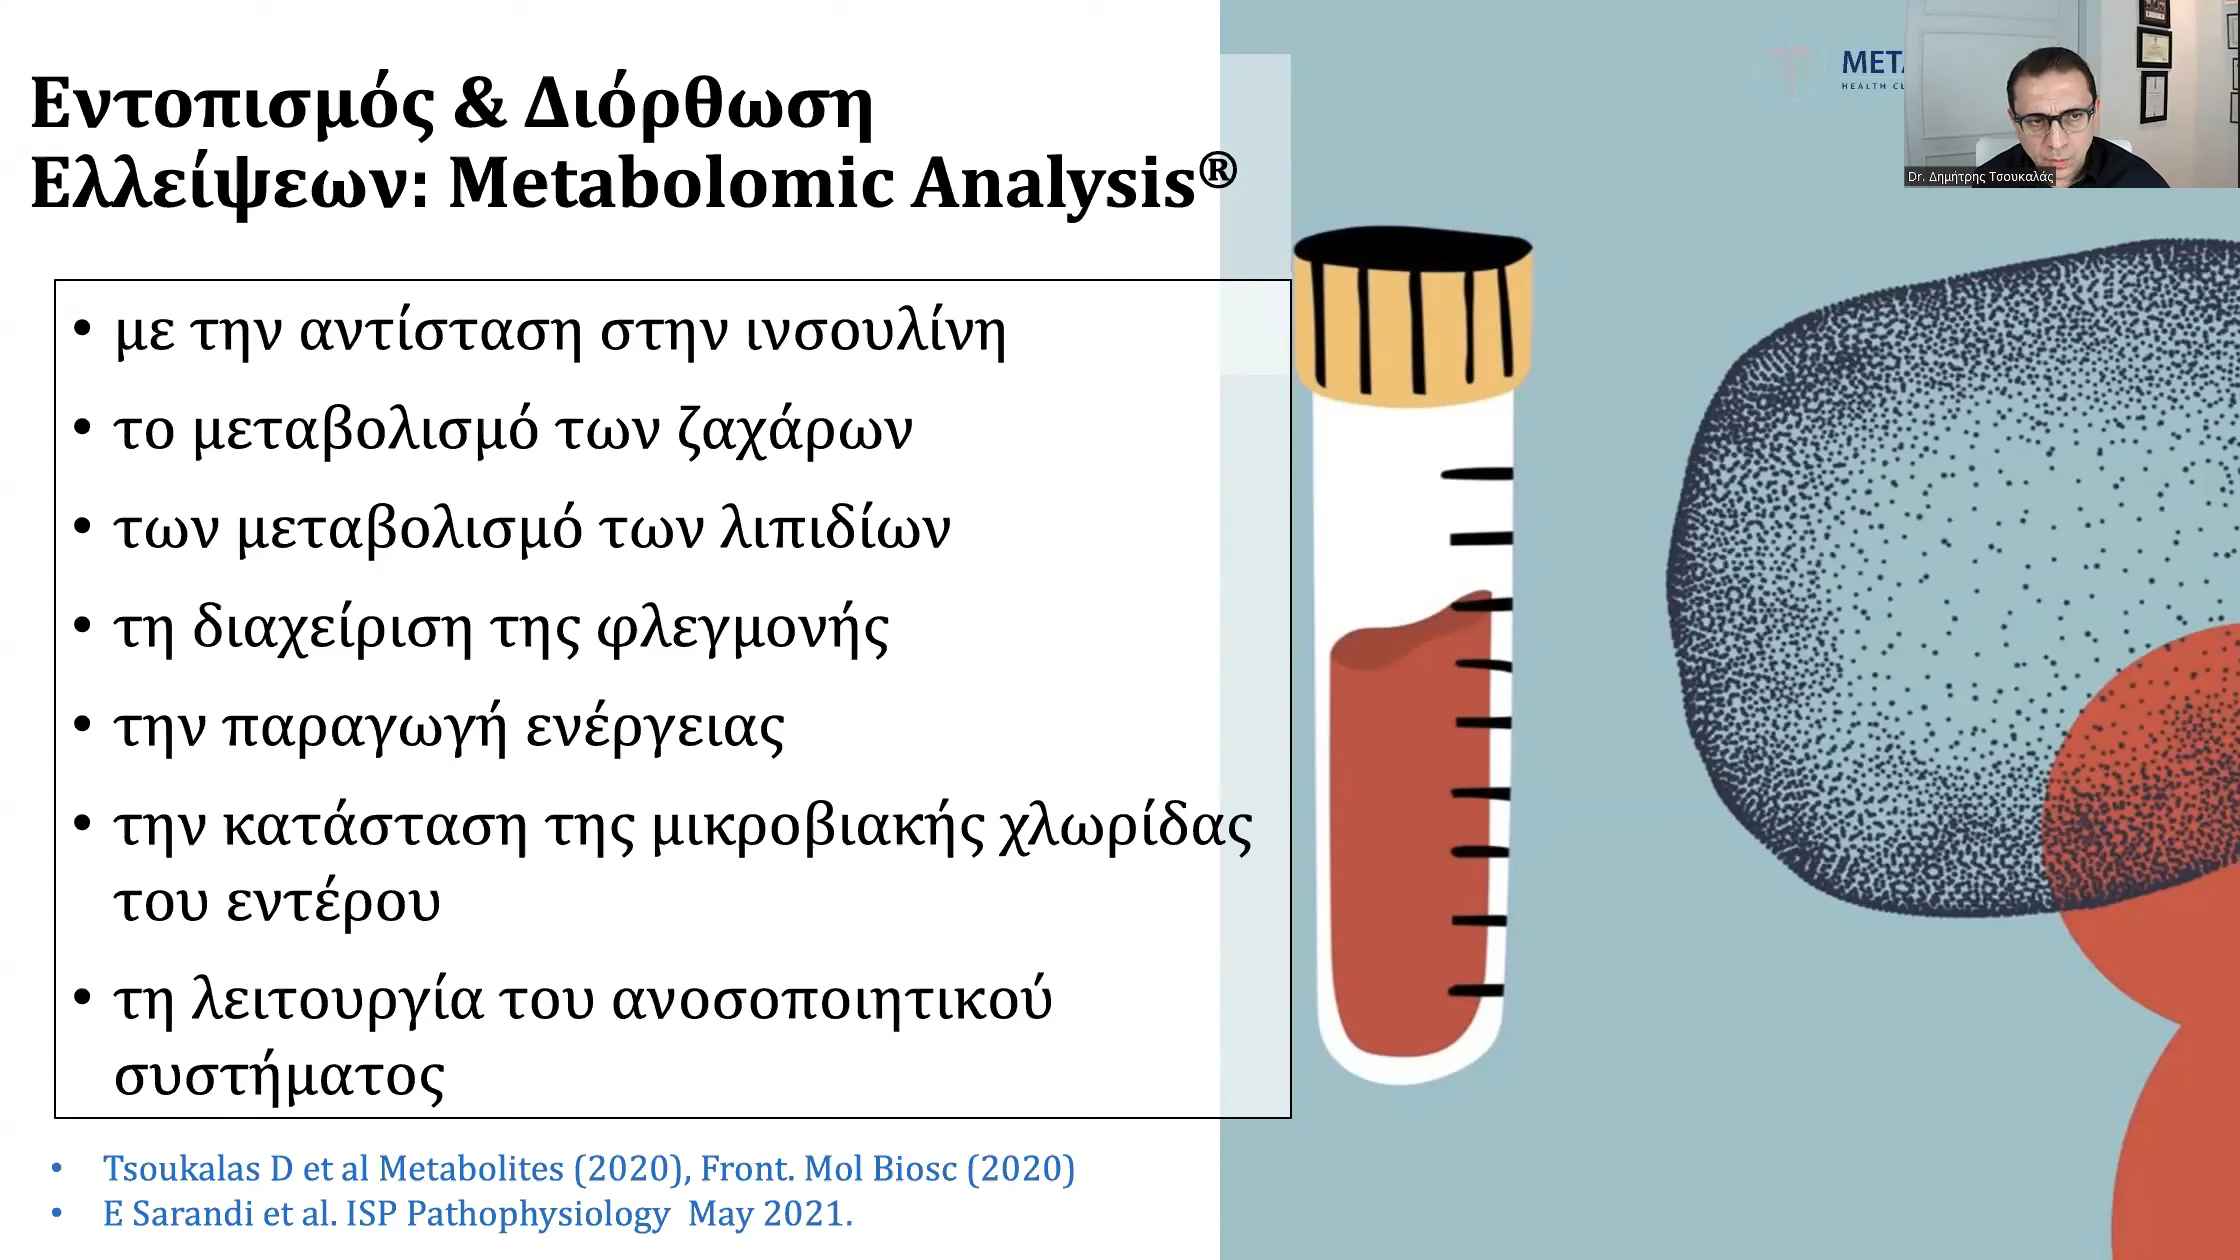 Εντοπισμός & Διόρθωση
Ελλείψεων: Metabolomic Analysis®
• με την αντίσταση στην ινσουλίνη
• το μεταβολισμό των ζαχάρων
• των μεταβολισμό των λιπιδίων
• τη διαχείριση της φλεγμονής
• την παραγωγή ενέργειας
• την κατάσταση της μικροβιακής χλωρίδας
του εντέρου
• τη λειτουργία του ανοσοποιητικού
συστήματος
• Tsoukalas D et al Metabolites (2020), Front. Mol Biosc (2020)
• E Sarandi et al. ISP Pathophysiology May 2021.
HEALTH
Dr. Δημήτρης Τσουκαλάς